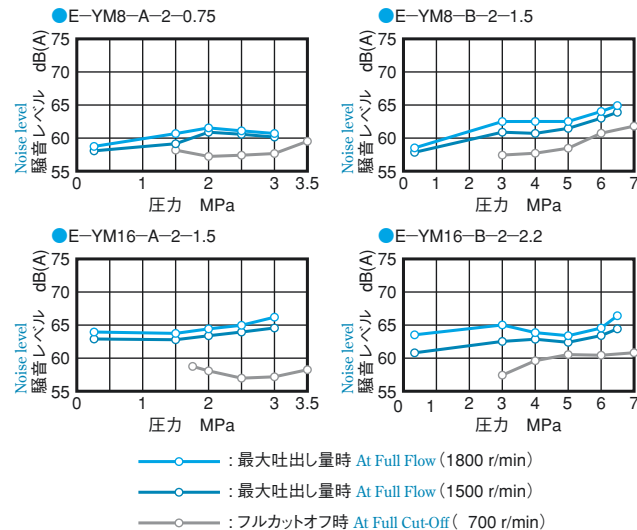 ●E−YM8−A−2−0.75
dB(A)
Noise level
騒音レベル
75
70
65
60
55
0 1 2 3 3.5
圧力 MPa
●E−YM8−B−2−1.5
dB(A)
Noise level
騒音レベル
75
70
65
60
55
0 1 2 3 4 5 6 7
圧力 MPa
●E−YM16−A−2−1.5
dB(A)
Noise level
騒音レベル
75
70
65
60
55
0 1 2 3 3.5
圧力 MPa
●E−YM16−B−2−2.2
dB(A)
Noise level
騒音レベル
75
70
65
60
55
0 1 2 3 4 5 6 7
圧力 MPa
：最大吐出し量時 At Full Flow（1800 r/min）
：最大吐出し量時 At Full Flow（1500 r/min）
：フルカットオフ時 At Full Cut-Off（ 700 r/min）